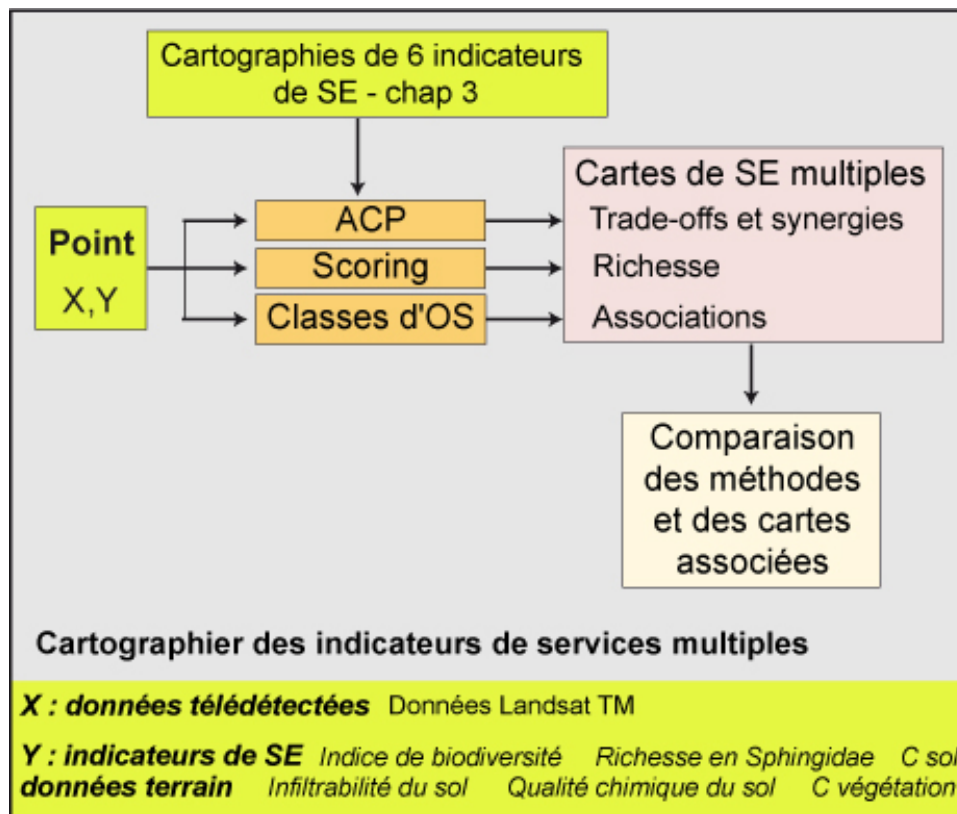 Cartographies de 6 indicateurs
de SE - chap 3
Point
X,Y
ACP
Scoring
Classes d'OS
Cartes de SE multiples
Trade-offs et synergies
Richesse
Associations
Comparaison
des méthodes
et des cartes
associées
Cartographier des indicateurs de services multiples
X : données télédétectées Données Landsat TM
Y : indicateurs de SE Indice de biodiversité Richesse en Sphingidae C sol
données terrain Infiltrabilité du sol Qualité chimique du sol C végétation